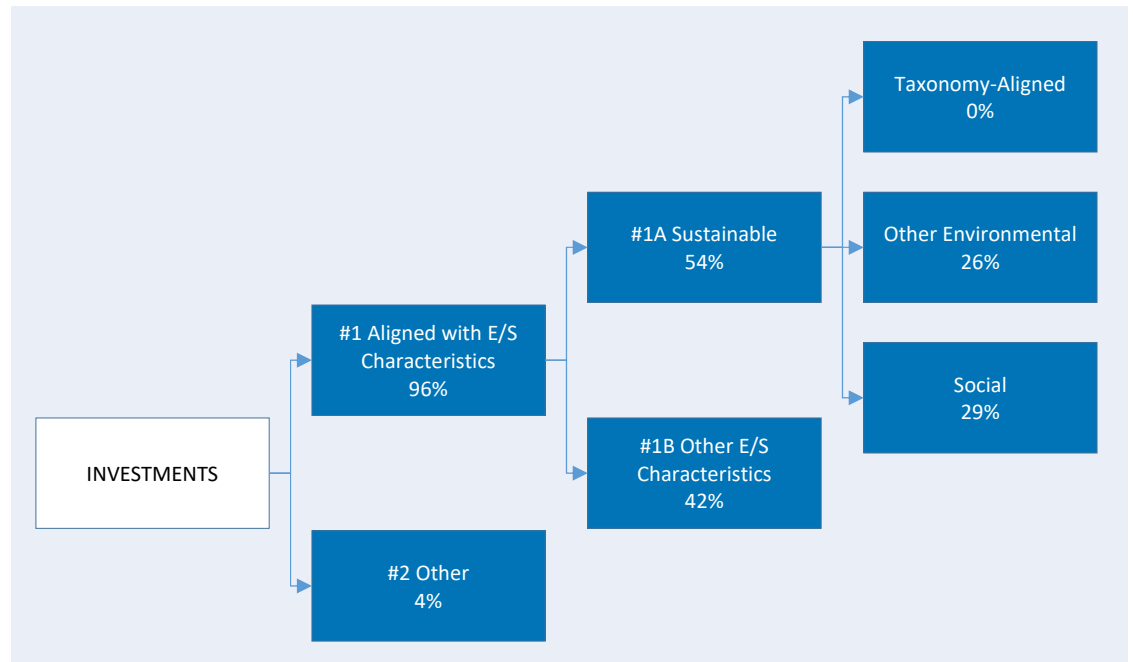 INVESTMENTS
#1 Aligned with E/S
Characteristics
96%
#2 Other
4%
#1A Sustainable
54%
#1B Other E/S
Characteristics
42%
Taxonomy-Aligned
0%
Other Environmental
26%
Social
29%